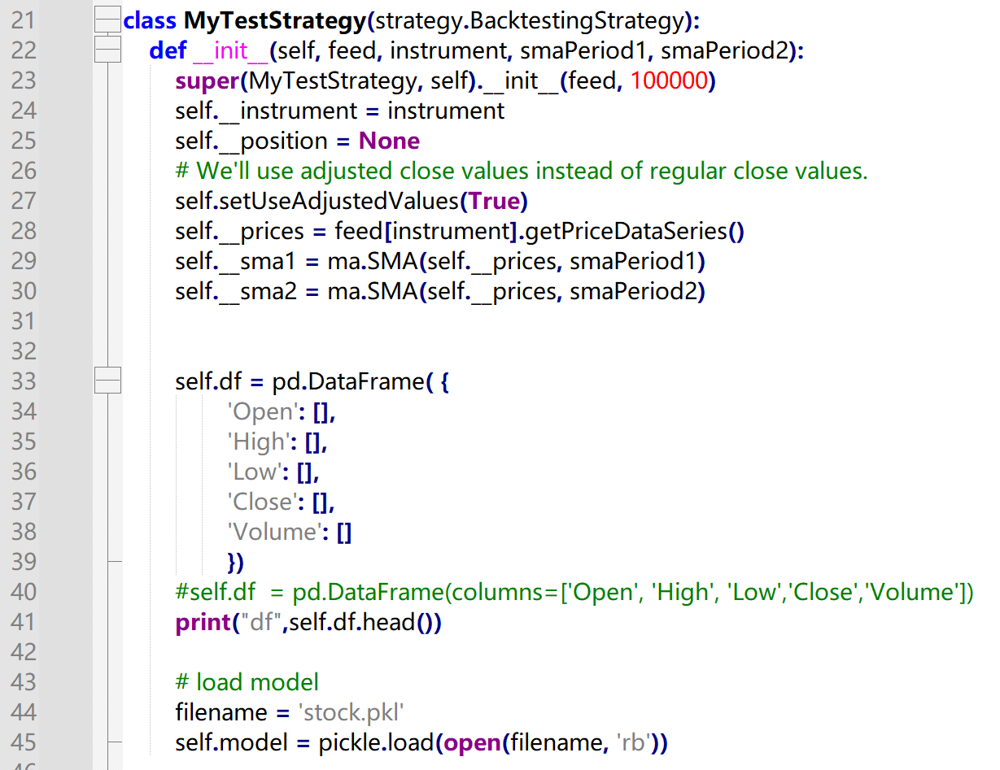 21 class MyTestStrategy(strategy.BacktestingStrategy):
22 def __init__(self, feed, instrument, smaPeriod1, smaPeriod2):
23 super(MyTestStrategy, self).__init__(feed, 100000)
24 self.__instrument = instrument
25 self.__position = None
26 # We'll use adjusted close values instead of regular close values.
27 self.setUseAdjustedValues(True)
28 self.__prices = feed[instrument].getPriceDataSeries()
29 self.__sma1 = ma.SMA(self.__prices, smaPeriod1)
30 self.__sma2 = ma.SMA(self.__prices, smaPeriod2)
31
32
33 self.df = pd.DataFrame( {
34 'Open': [],
35 'High': [],
36 'Low': [],
37 'Close': [],
38 'Volume': []
39 })
40 #self.df  = pd.DataFrame(columns=['Open', 'High', 'Low','Close','Volume'])
41 print("df",self.df.head())
42
43 # load model
44 filename = 'stock.pkl'
45 self.model = pickle.load(open(filename, 'rb'))
46